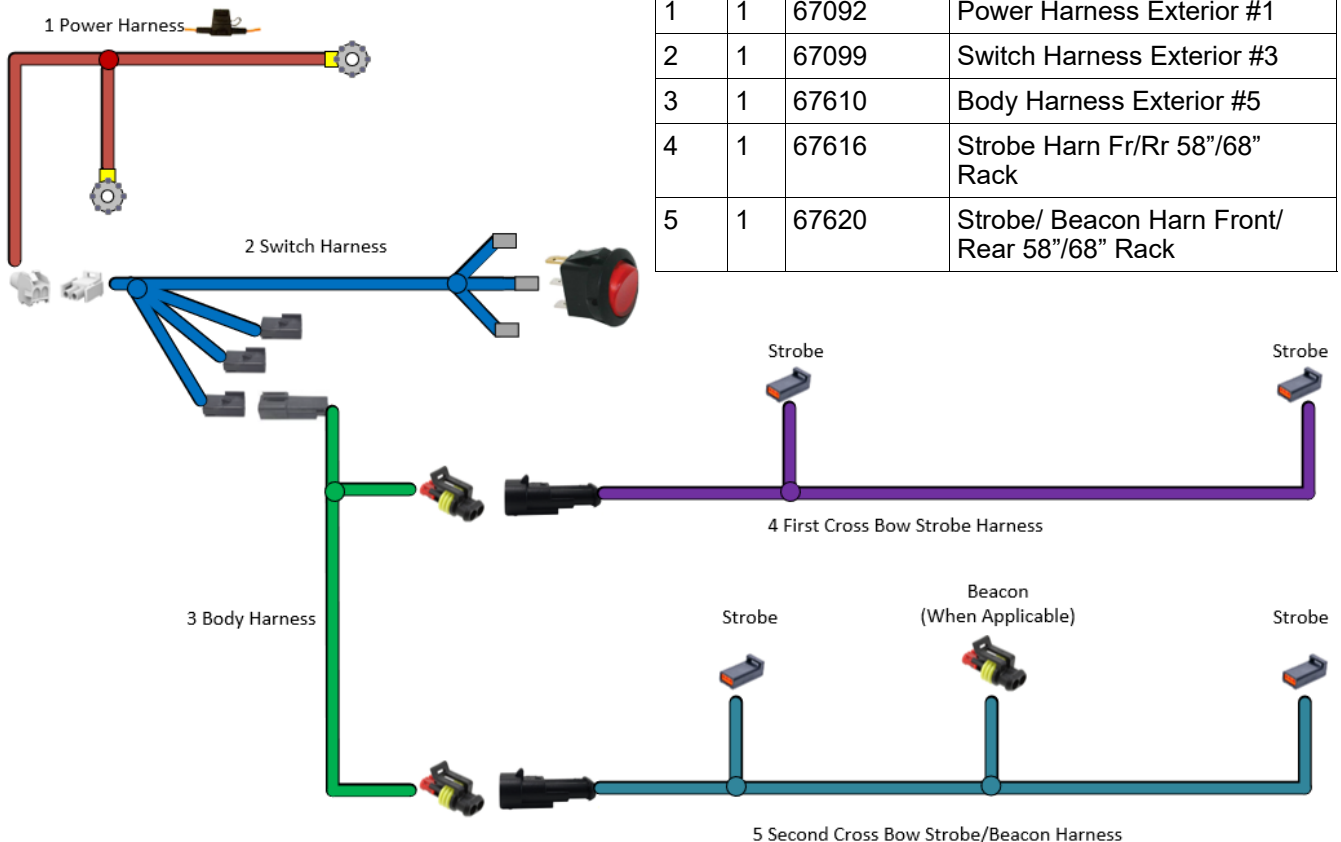 1 Power Harness
1 1 67092 Power Harness Exterior #1
2 1 67099 Switch Harness Exterior #3
3 1 67610 Body Harness Exterior #5
4 1 67616 Strobe Harn Fr/Rr 58”/68”
Rack
5 1 67620 Strobe/ Beacon Harn Front/
Rear 58”/68” Rack
2 Switch Harness
Strobe Strobe
4 First Cross Bow Strobe Harness
3 Body Harness
Strobe
Beacon
(When Applicable)
Strobe
5 Second Cross Bow Strobe/Beacon Harness